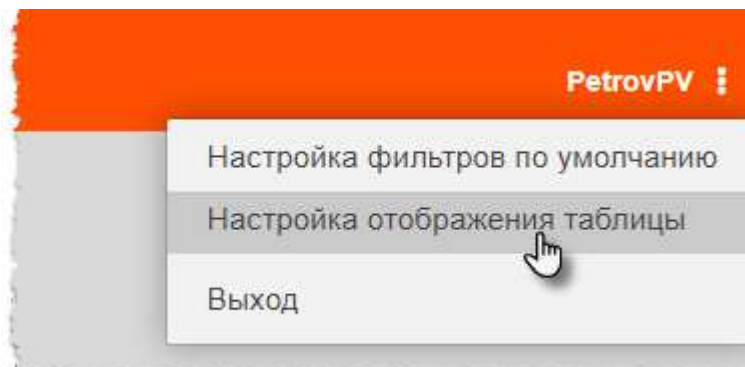 PetrovPV
Настройка фильтров по умолчанию
Настройка отображения таблицы
Выход